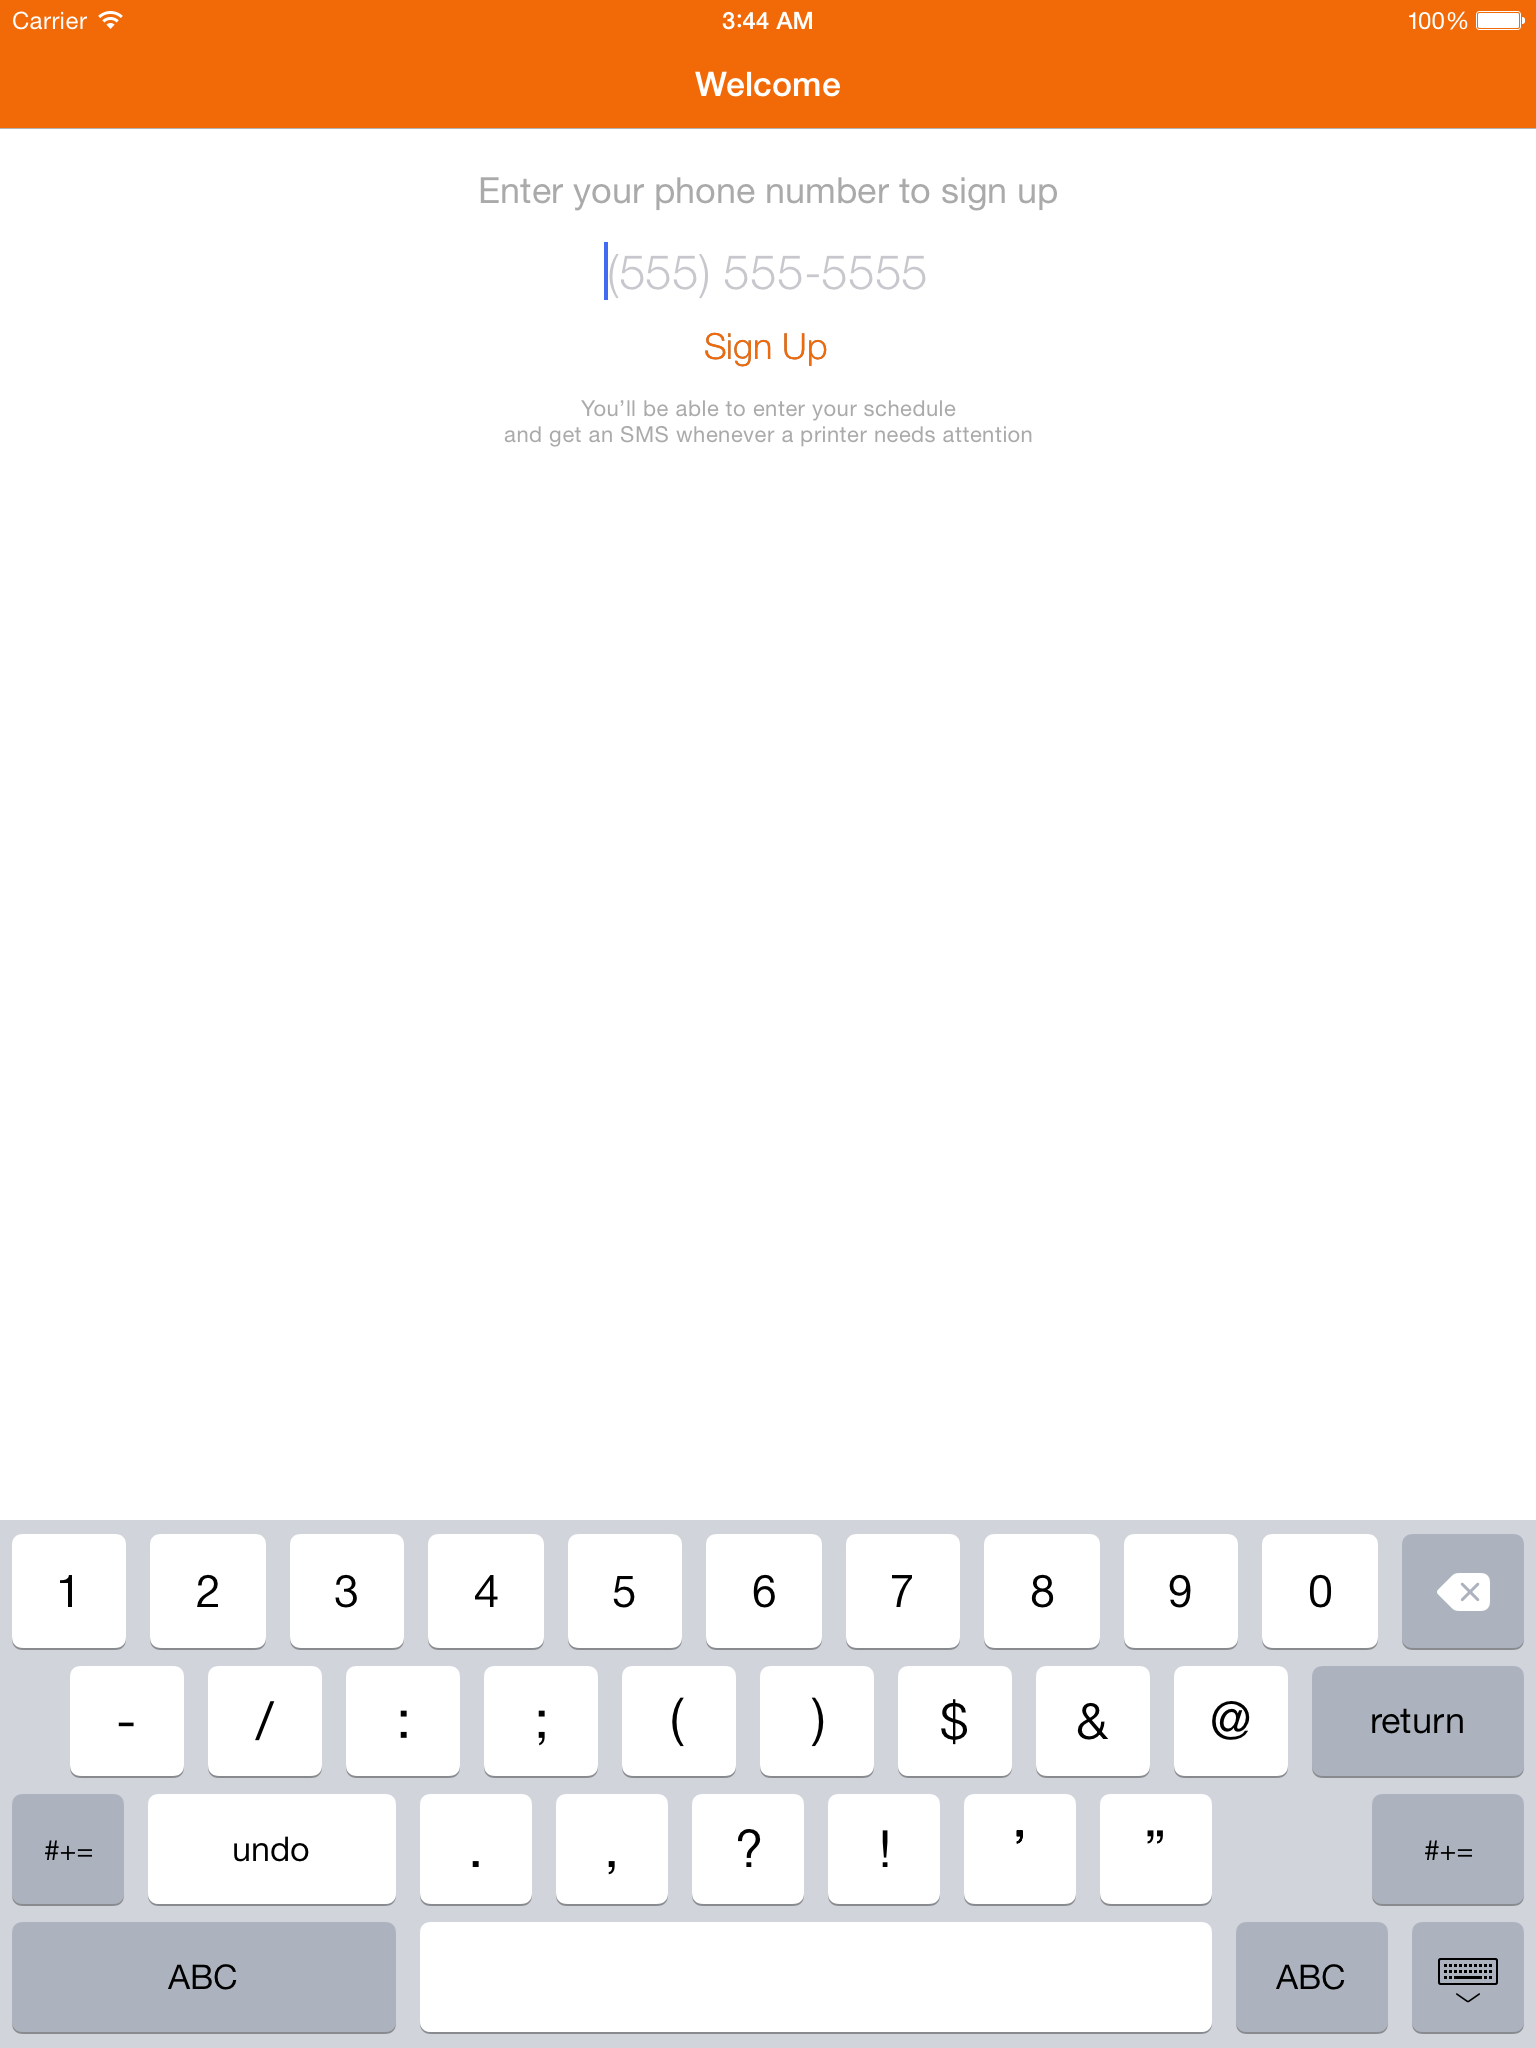 Carrier 3:44 AM 100%
Welcome
Enter your phone number to sign up
(555) 555-5555
Sign Up
You’ll be able to enter your schedule
and get an SMS whenever a printer needs attention
1 2 3 4 5 6 7 8 9 0
- / : ; ( ) $ & @ return
#+= undo . , ? ! ’ ” #+=
ABC ABC